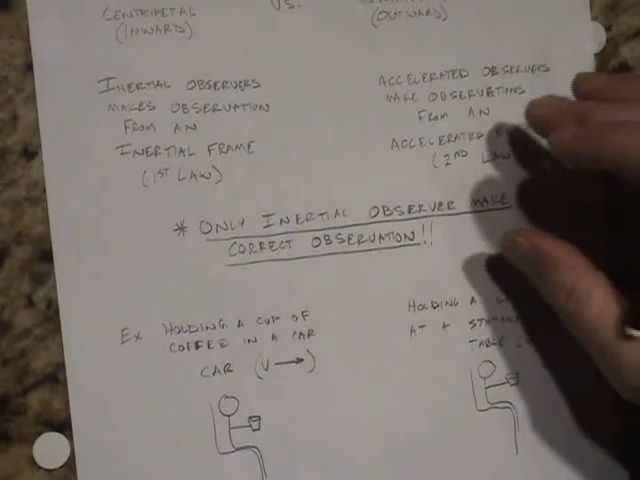 CENTRIPETAL
(INWARD)
VS.
(OUTWARD)
INERTIAL OBSERVERS
MAKES OBSERVATION
FROM AN
INERTIAL FRAME
(1ST LAW)
ACCELERATED OBSERVERS
MAKE OBSERVATIONS
FROM AN
ACCELERATED
(2ND LAW
* ONLY INERTIAL OBSERVER MAKE
CORRECT OBSERVATION!!
EX HOLDING A CUP OF
COFFEE IN A CAR
CAR (V →)
HOLDING A
AT A
TABLE